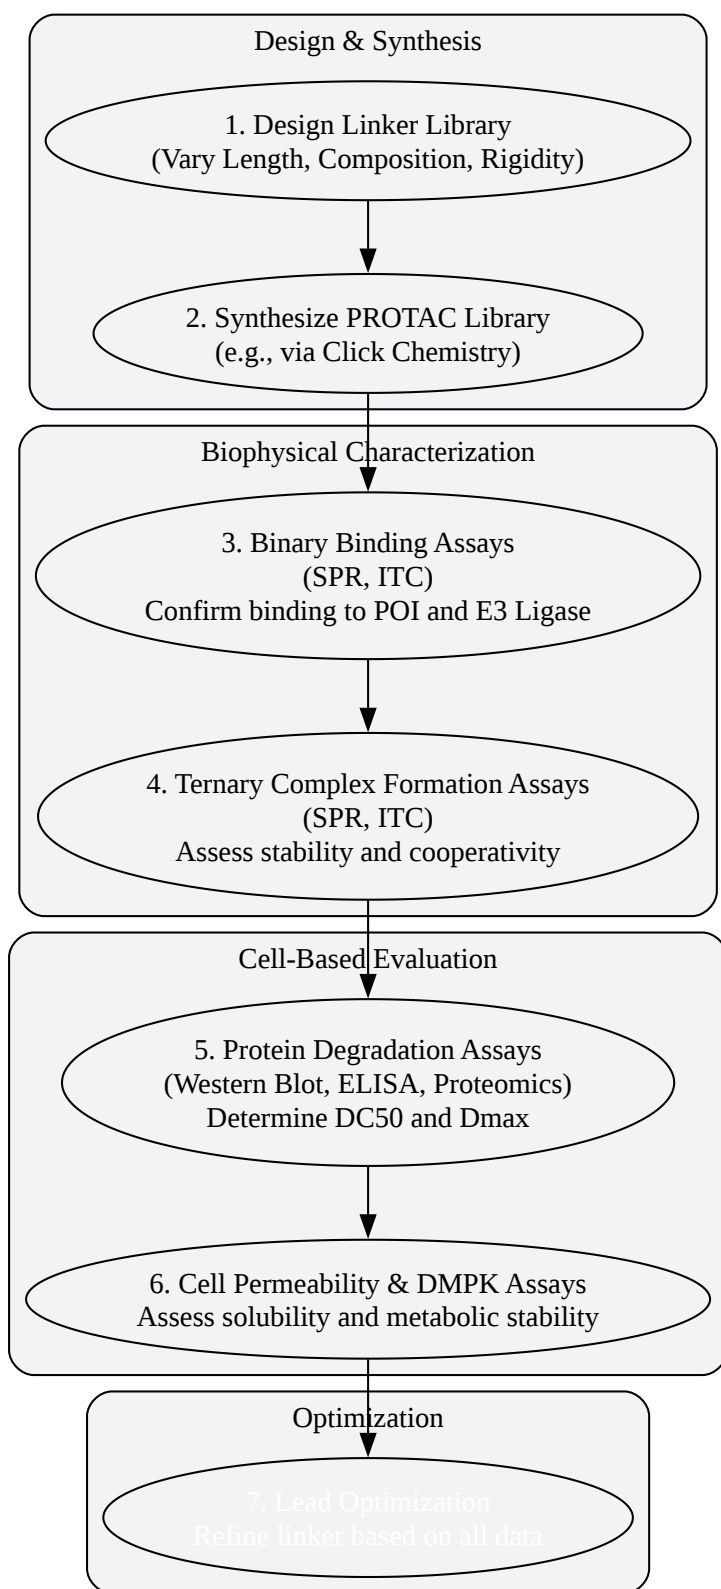 Design & Synthesis
1. Design Linker Library
(Vary Length, Composition, Rigidity)
2. Synthesize PROTAC Library
(e.g., via Click Chemistry)
Biophysical Characterization
3. Binary Binding Assays
(SPR, ITC)
Confirm binding to POI and E3 Ligase
4. Ternary Complex Formation Assays
(SPR, ITC)
Assess stability and cooperativity
Cell-Based Evaluation
5. Protein Degradation Assays
(Western Blot, ELISA, Proteomics)
Determine DC50 and Dmax
6. Cell Permeability & DMPK Assays
Assess solubility and metabolic stability
Optimization
7. Lead Optimization
Refine linker based on all data